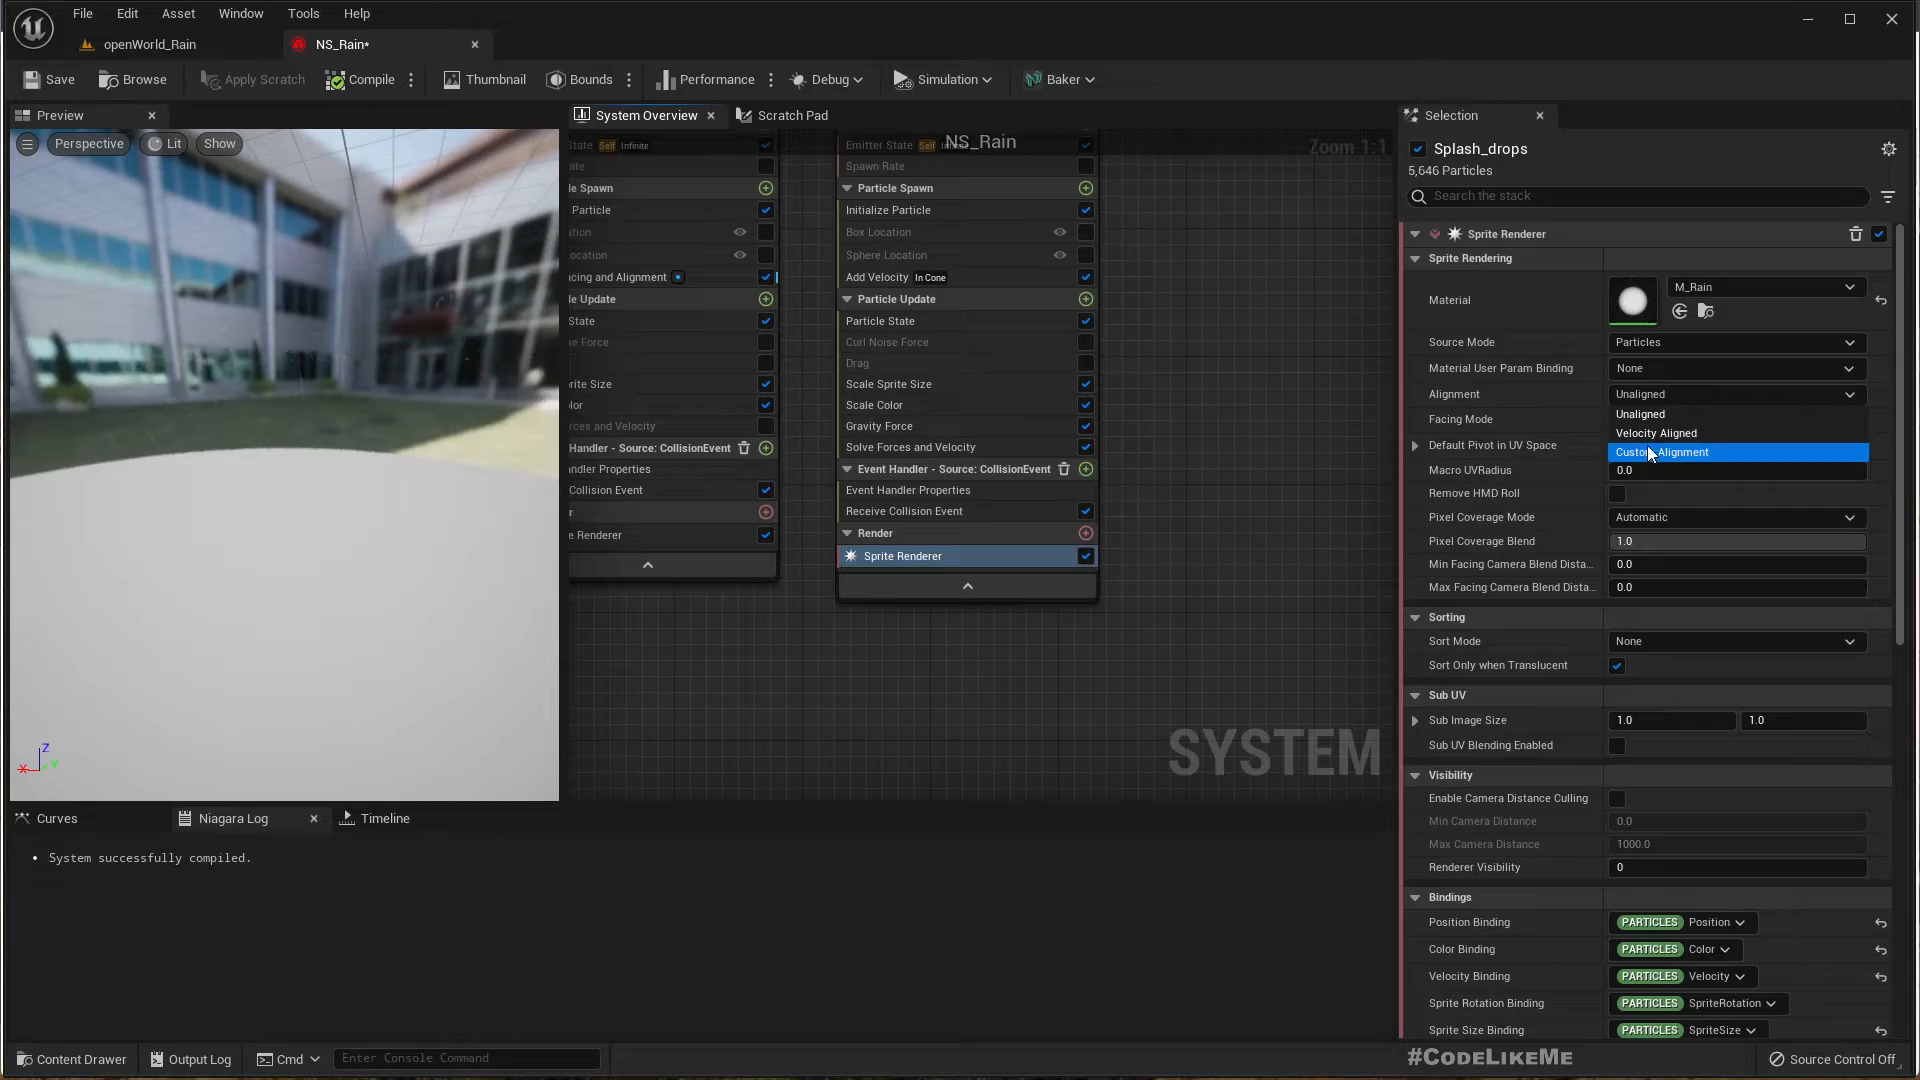 File Edit Asset Window Tools Help
openWorld_Rain NS_Rain*
Save Browse Apply Scratch Compile Thumbnail Bounds Performance Debug Simulation Baker
Preview
Perspective Lit Show
System Overview Scratch Pad
NS_Rain
Zoom 1:1
State Self Infinite
ate
le Spawn
Particle
ation
ocation
cing and Alignment
le Update
State
se Force
rite Size
lor
rces and Velocity
Handler - Source: CollisionEvent
ndler Properties
Collision Event
r
e Renderer
Emitter State Self
Spawn Rate
Particle Spawn
Initialize Particle
Box Location
Sphere Location
Add Velocity In Cone
Particle Update
Particle State
Curl Noise Force
Drag
Scale Sprite Size
Scale Color
Gravity Force
Solve Forces and Velocity
Event Handler - Source: CollisionEvent
Event Handler Properties
Receive Collision Event
Render
Sprite Renderer
SYSTEM
Selection
Splash_drops
5,646 Particles
Search the stack
Sprite Renderer
Sprite Rendering
Material M_Rain
Source Mode Particles
Material User Param Binding None
Alignment Unaligned
Unaligned
Facing Mode
Velocity Aligned
Default Pivot in UV Space
Custom Alignment
Macro UVRadius 0.0
Remove HMD Roll
Pixel Coverage Mode Automatic
Pixel Coverage Blend 1.0
Min Facing Camera Blend Dista... 0.0
Max Facing Camera Blend Dista... 0.0
Sorting
Sort Mode None
Sort Only when Translucent
Sub UV
Sub Image Size 1.0 1.0
Sub UV Blending Enabled
Visibility
Enable Camera Distance Culling
Min Camera Distance 0.0
Max Camera Distance 1000.0
Renderer Visibility 0
Bindings
Position Binding PARTICLES Position
Color Binding PARTICLES Color
Velocity Binding PARTICLES Velocity
Sprite Rotation Binding PARTICLES SpriteRotation
Sprite Size Binding PARTICLES SpriteSize
Z
X
Y
Curves Niagara Log Timeline
• System successfully compiled.
Content Drawer Output Log Cmd Enter Console Command
#CODELIKEME
Source Control Off